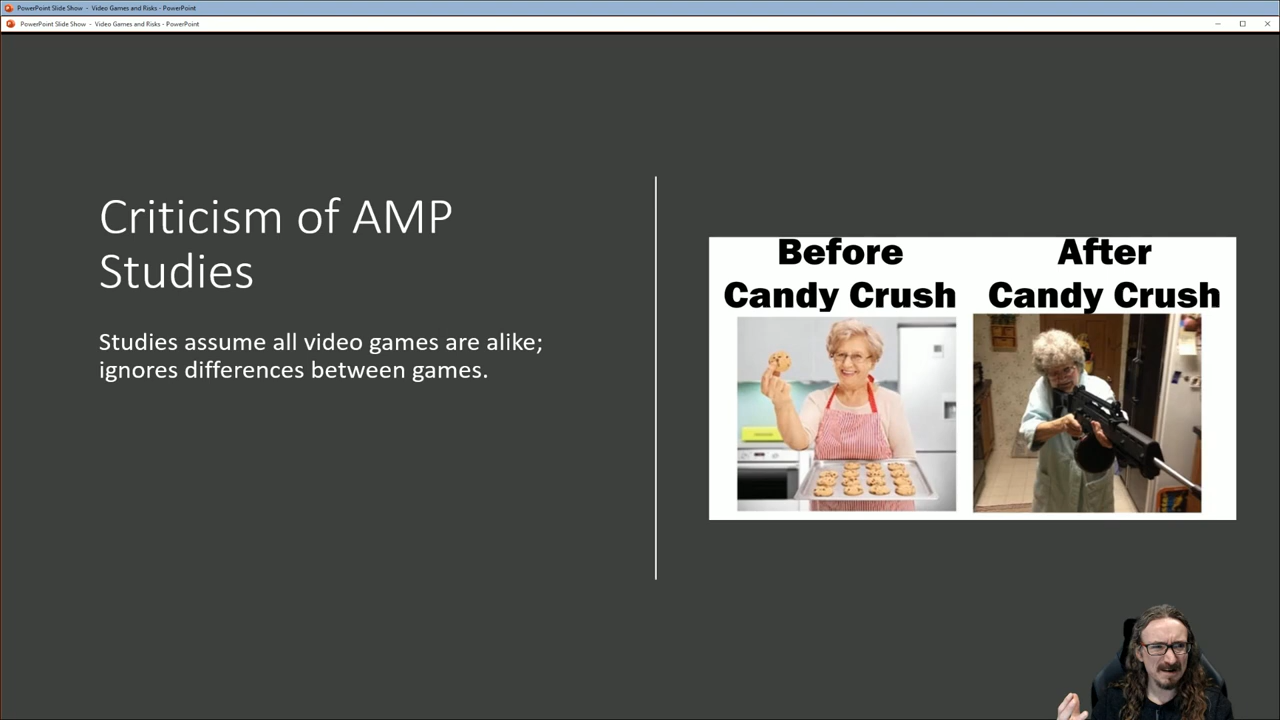 PowerPoint Slide Show - Video Games and Risks - PowerPoint
PowerPoint Slide Show - Video Games and Risks - PowerPoint
Criticism of AMP
Studies
Studies assume all video games are alike;
ignores differences between games.
Before
Candy Crush
After
Candy Crush